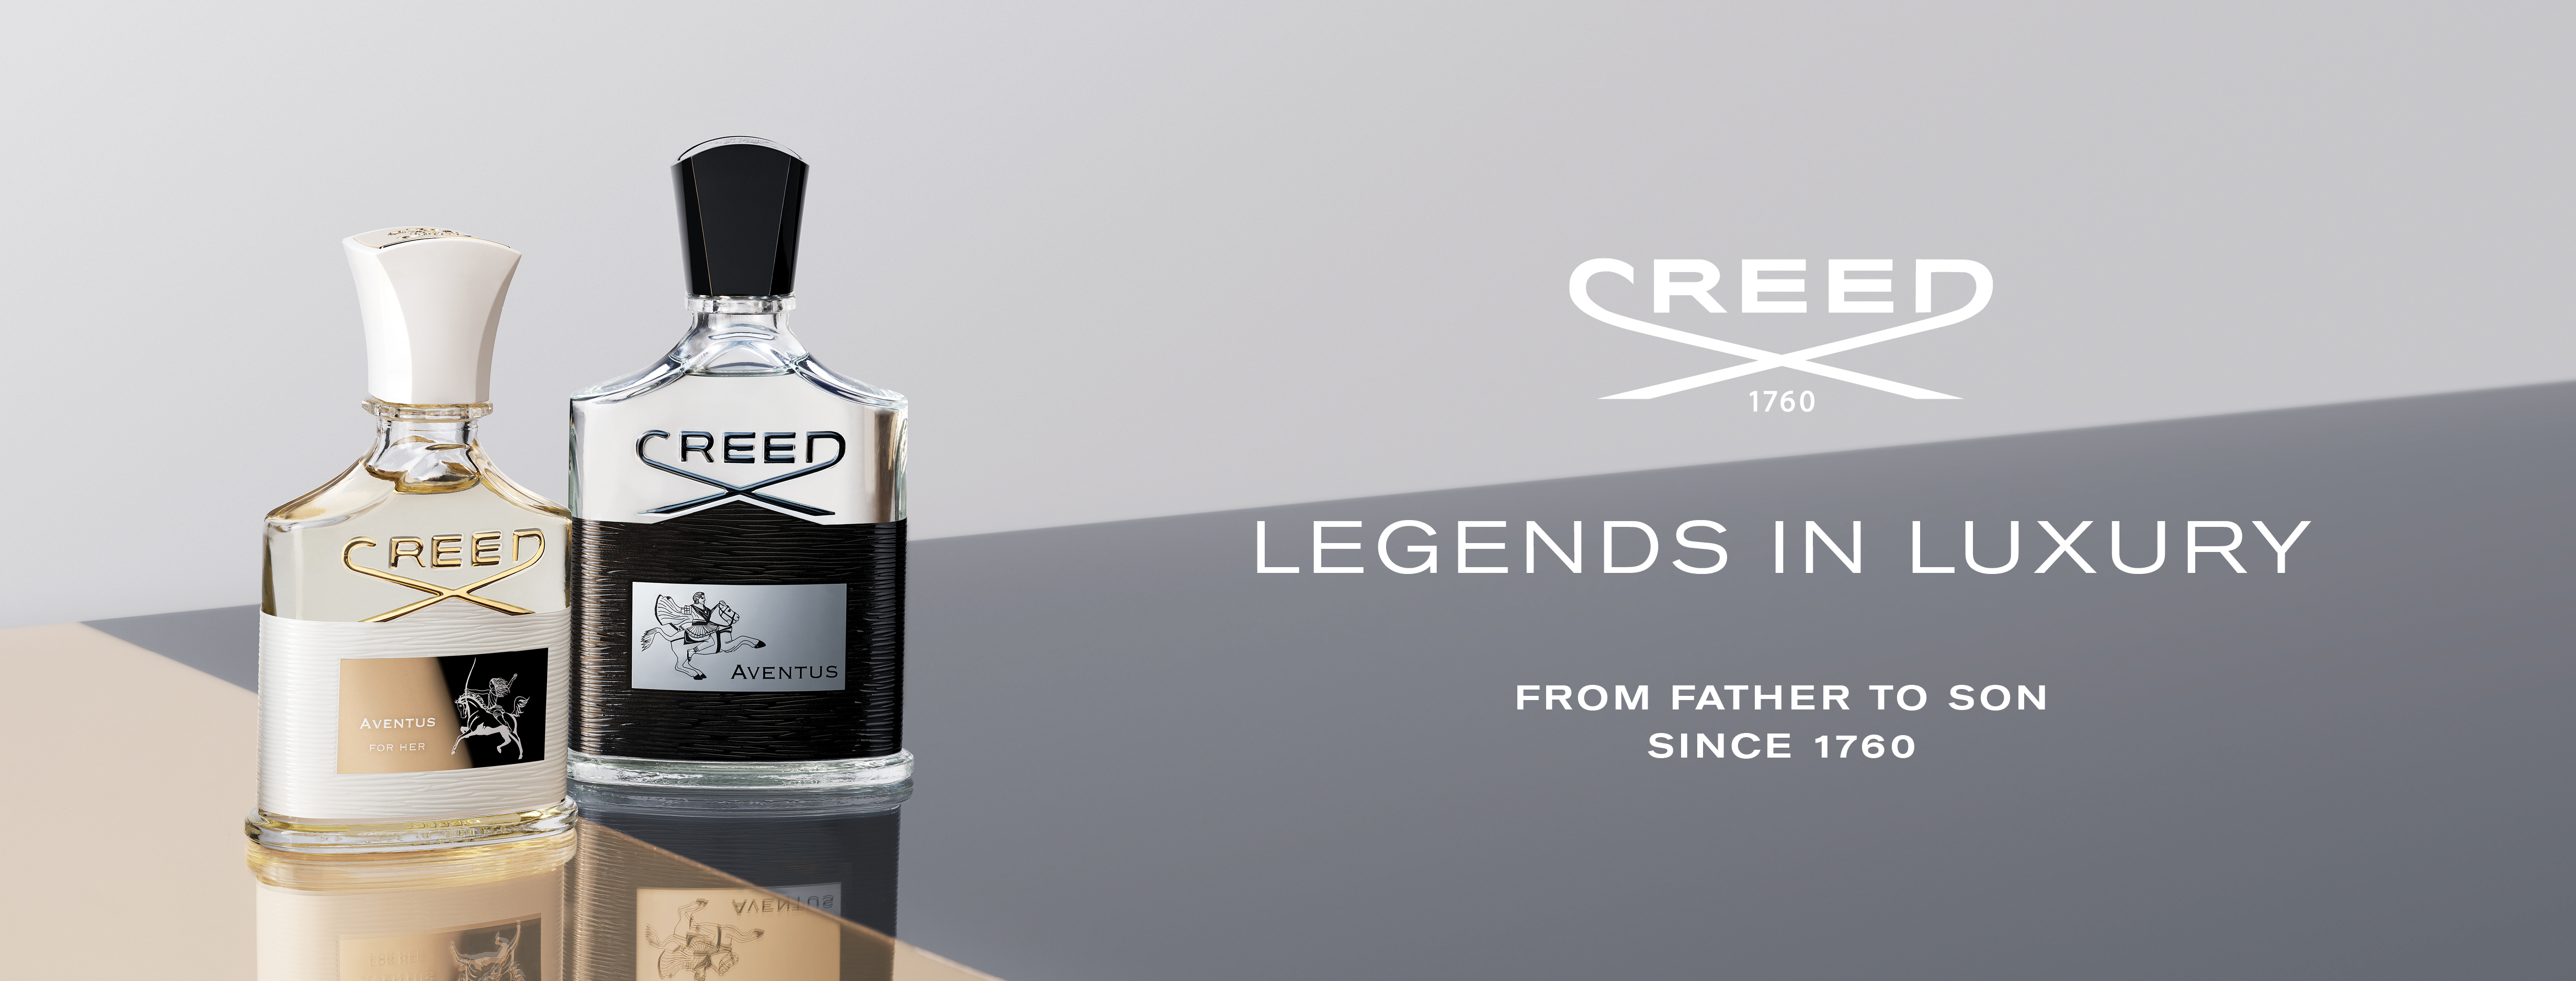 CREED
AVENTUS
FOR HER
CREED
AVENTUS
CREED
1760
LEGENDS IN LUXURY
FROM FATHER TO SON
SINCE 1760